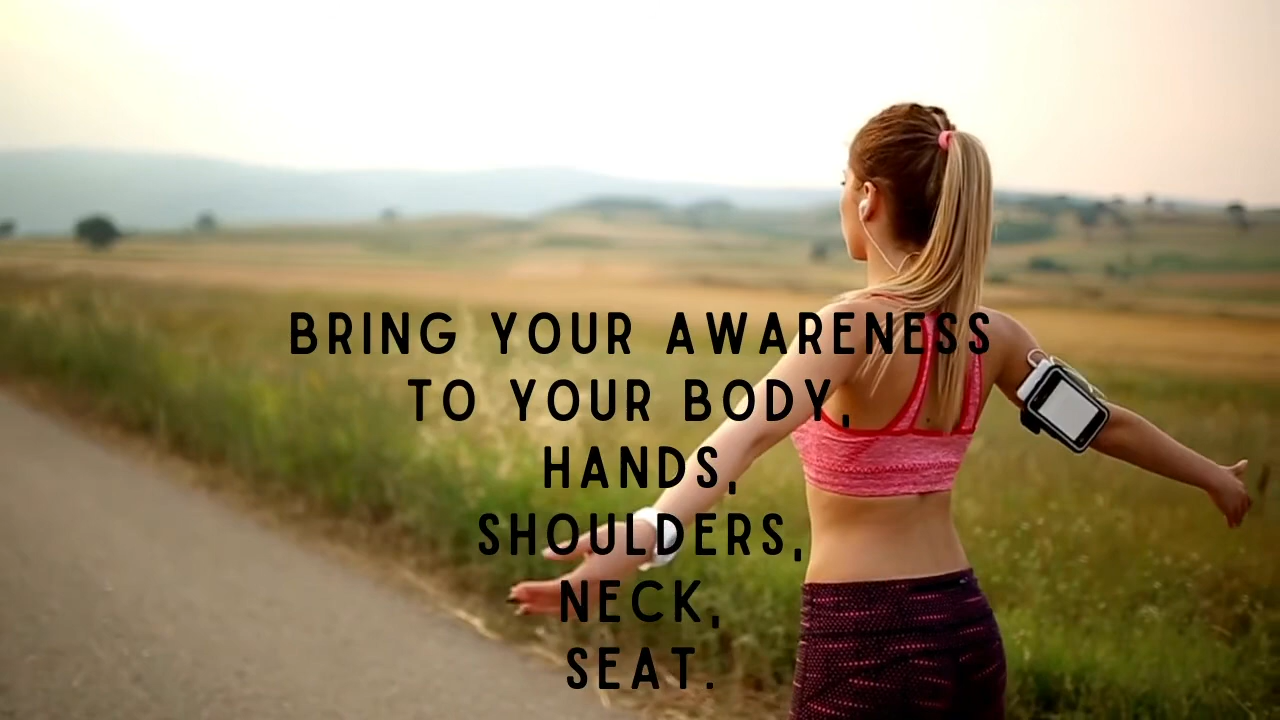 BRING YOUR AWARENESS
TO YOUR BODY,
HANDS,
SHOULDERS,
NECK,
SEAT.